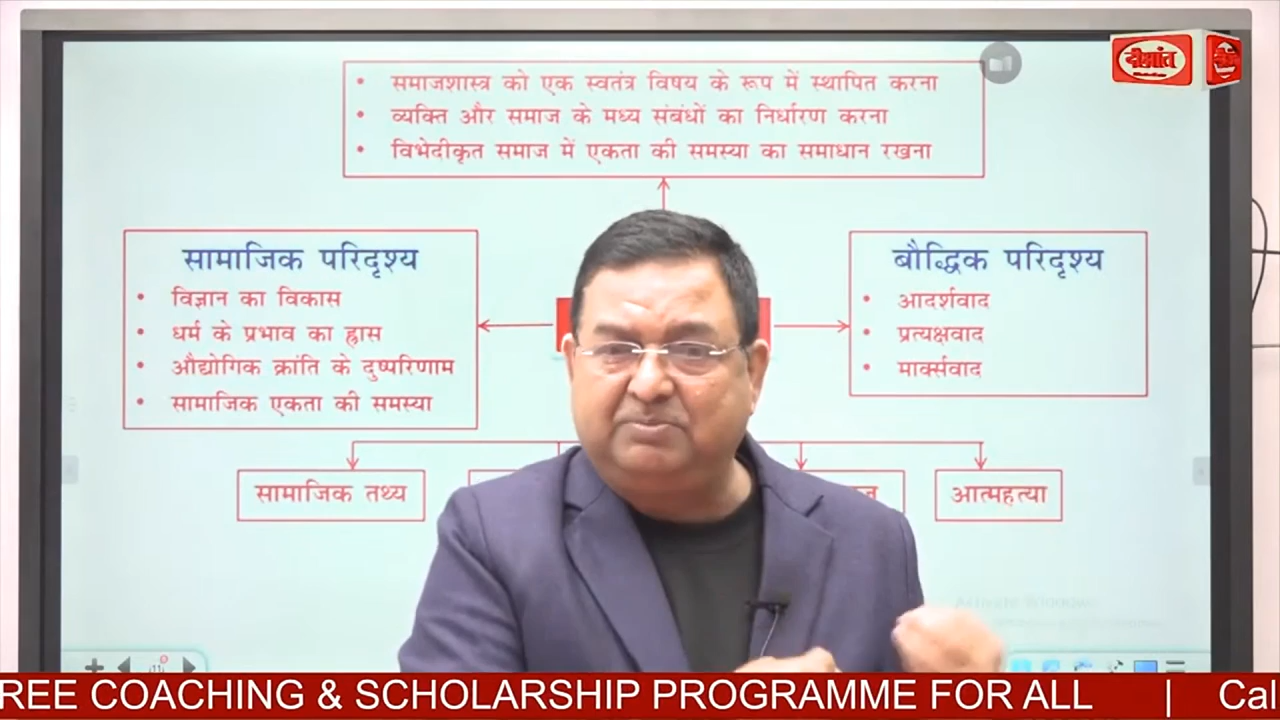 दीक्षांत
• समाजशास्त्र को एक स्वतंत्र विषय के रूप में स्थापित करना
• व्यक्ति और समाज के मध्य संबंधों का निर्धारण करना
• विभेदीकृत समाज में एकता की समस्या का समाधान रखना
सामाजिक परिदृश्य
• विज्ञान का विकास
• धर्म के प्रभाव का ह्रास
• औद्योगिक क्रांति के दुष्परिणाम
• सामाजिक एकता की समस्या
बौद्धिक परिदृश्य
• आदर्शवाद
• प्रत्यक्षवाद
• मार्क्सवाद
सामाजिक तथ्य
आत्महत्या
REE COACHING & SCHOLARSHIP PROGRAMME FOR ALL | Cal